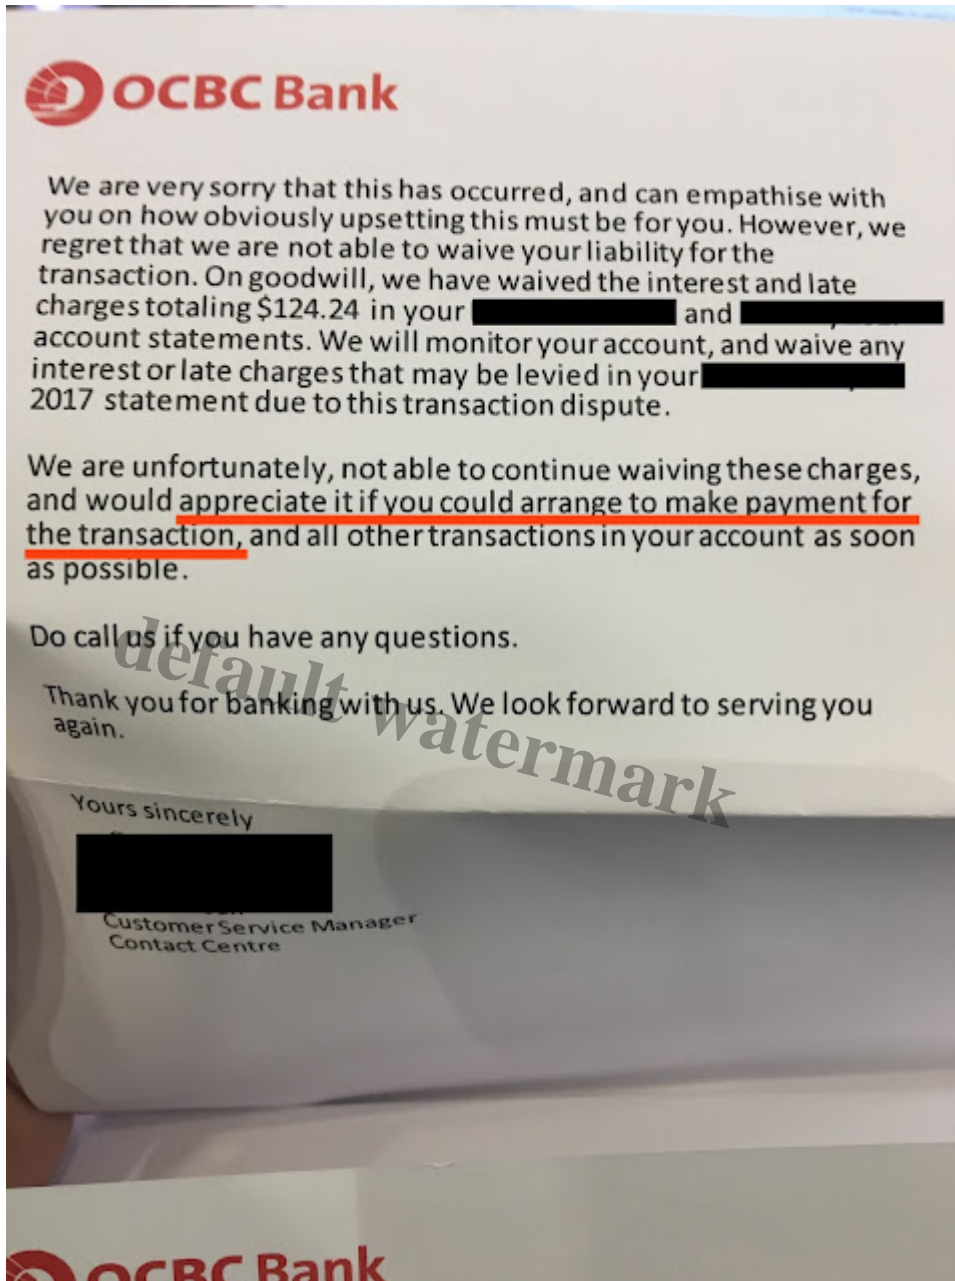 OCBC Bank
We are very sorry that this has occurred, and can empathise with
you on how obviously upsetting this must be for you. However, we
regret that we are not able to waive your liability for the
transaction. On goodwill, we have waived the interest and late
charges totaling $124.24 in your and
account statements. We will monitor your account, and waive any
interest or late charges that may be levied in your
2017 statement due to this transaction dispute.
We are unfortunately, not able to continue waiving these charges,
and would appreciate it if you could arrange to make payment for
the transaction, and all other transactions in your account as soon
as possible.
Do call us if you have any questions.
default watermark
Thank you for banking with us. We look forward to serving you
again.
Yours sincerely
Customer Service Manager
Contact Centre
OCBC Bank